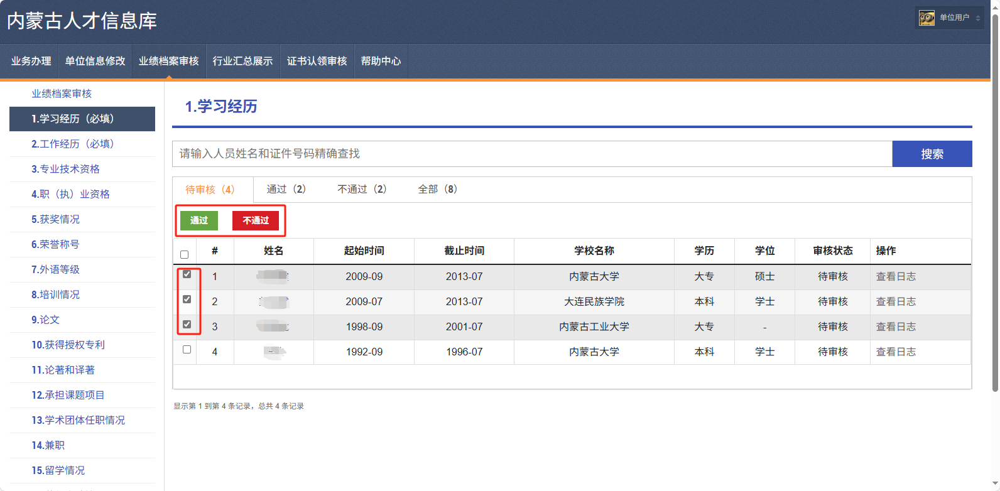 内蒙古人才信息库
单位用户
业务办理 单位信息修改 业绩档案审核 行业汇总展示 证书认领审核 帮助中心
业绩档案审核
1.学习经历（必填）
2.工作经历（必填）
3.专业技术资格
4.职（执）业资格
5.获奖情况
6.荣誉称号
7.外语等级
8.培训情况
9.论文
10.获得授权专利
11.论著和译著
12.承担课题项目
13.学术团体任职情况
14.兼职
15.留学情况
1.学习经历
请输入人员姓名和证件号码精确查找 搜索
待审核（4） 通过（2） 不通过（2） 全部（8）
通过 不通过
# 姓名 起始时间 截止时间 学校名称 学历 学位 审核状态 操作
1 2009-09 2013-07 内蒙古大学 大专 硕士 待审核 查看日志
2 2009-07 2013-07 大连民族学院 本科 学士 待审核 查看日志
3 1998-09 2001-07 内蒙古工业大学 大专 - 待审核 查看日志
4 1992-09 1996-07 内蒙古大学 本科 学士 待审核 查看日志
显示第 1 到第 4 条记录，总共 4 条记录